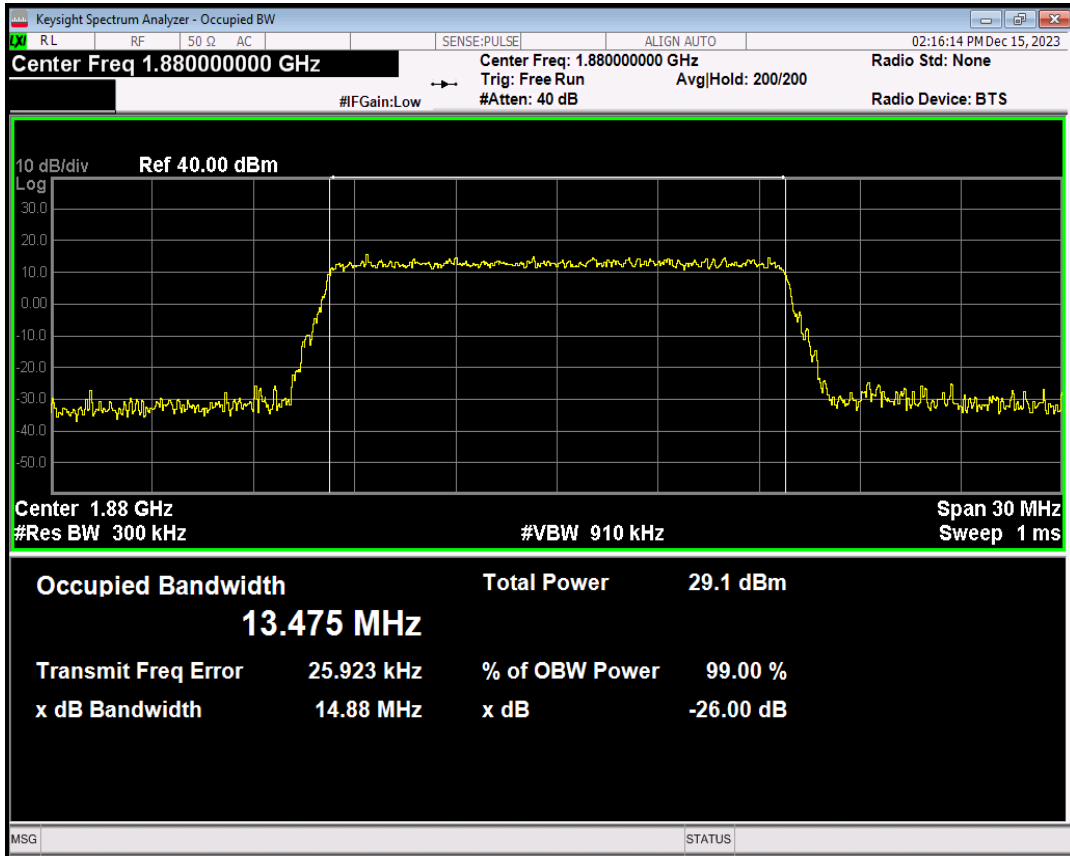 Keysight Spectrum Analyzer - Occupied BW
LXI RL RF 50 Ω AC SENSE:PULSE ALIGN AUTO 02:16:14 PM Dec 15, 2023
Center Freq 1.880000000 GHz Center Freq: 1.880000000 GHz Radio Std: None
Trig: Free Run Avg|Hold: 200/200
#IFGain:Low #Atten: 40 dB Radio Device: BTS
10 dB/div Ref 40.00 dBm
Log
30.0
20.0
10.0
0.00
-10.0
-20.0
-30.0
-40.0
-50.0
Center 1.88 GHz Span 30 MHz
#Res BW 300 kHz #VBW 910 kHz Sweep 1 ms
Occupied Bandwidth Total Power 29.1 dBm
13.475 MHz
Transmit Freq Error 25.923 kHz % of OBW Power 99.00 %
x dB Bandwidth 14.88 MHz x dB -26.00 dB
MSG STATUS